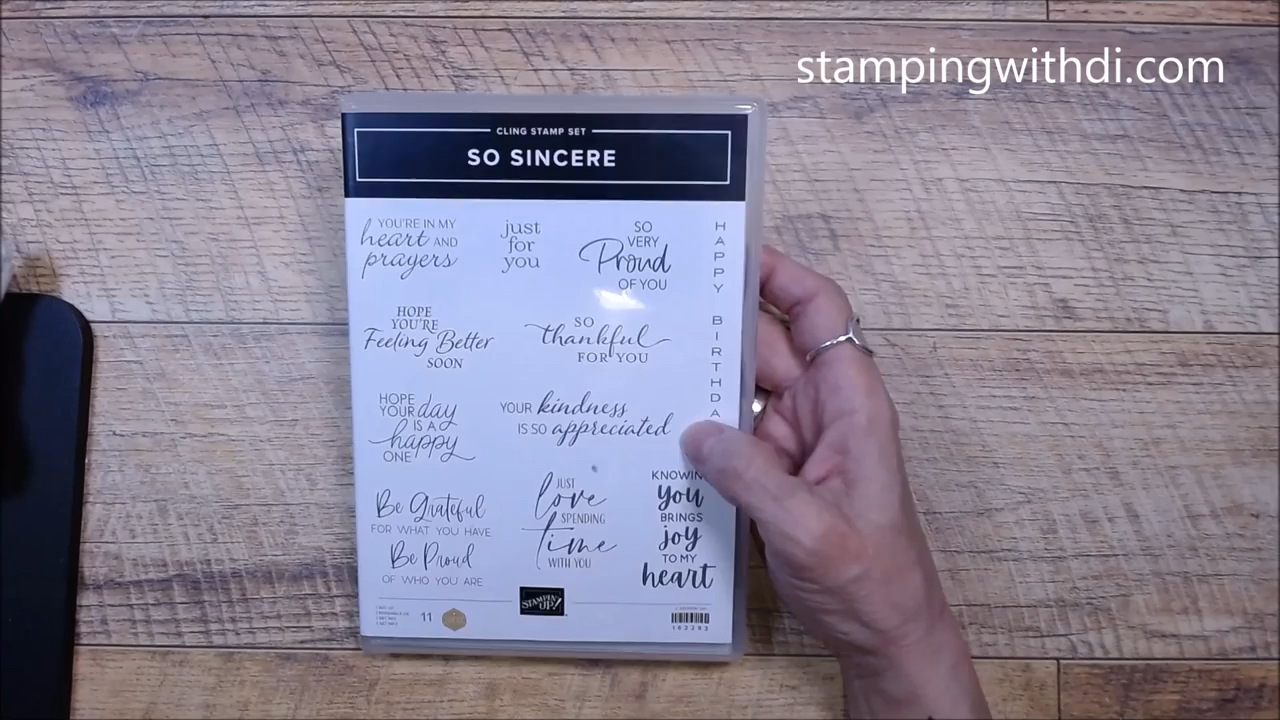 stampingwithdi.com
CLING STAMP SET
SO SINCERE
YOU'RE IN MY
heart AND
prayers
just
for
you
SO
VERY
Proud
OF YOU
HAPPY BIRTHDA
HOPE
YOU'RE
Feeling Better
SOON
SO
thankful
FOR YOU
HOPE
YOUR day
IS A
happy
ONE
YOUR kindness
IS SO appreciated
Be Grateful
FOR WHAT YOU HAVE
Be Proud
OF WHO YOU ARE
JUST
love
SPENDING
time
WITH YOU
KNOWIN
you
BRINGS
joy
TO MY
heart
11
STAMPIN' UP!